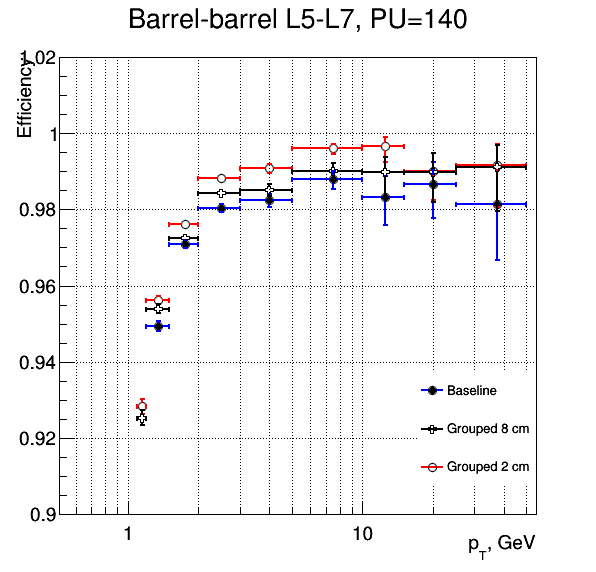 Barrel-barrel L5-L7, PU=140
Efficiency
1.02
1
0.98
0.96
0.94
0.92
0.9
Baseline
Grouped 8 cm
Grouped 2 cm
1
10
p_T, GeV